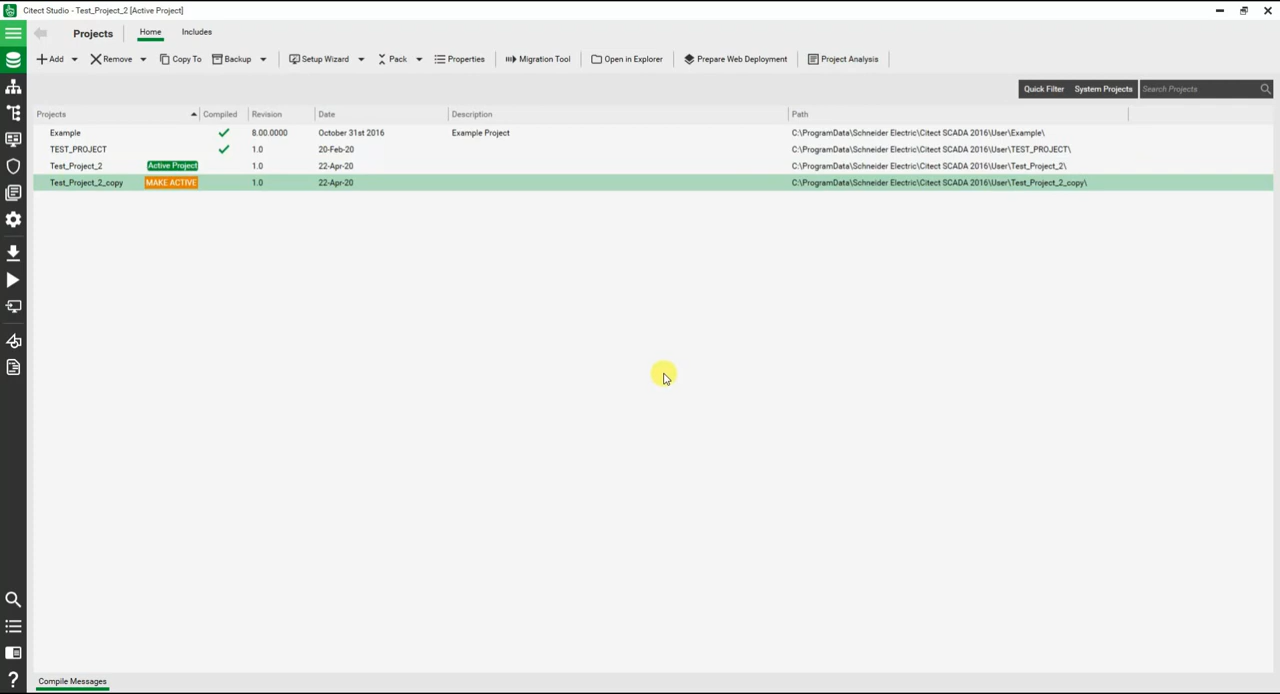 Citect Studio - Test_Project_2 [Active Project]
Projects Home Includes
Add Remove Copy To Backup Setup Wizard Pack Properties Migration Tool Open in Explorer Prepare Web Deployment Project Analysis
Quick Filter System Projects Search Projects
Projects Compiled Revision Date Description Path
Example 8.00.0000 October 31st 2016 Example Project C:\ProgramData\Schneider Electric\Citect SCADA 2016\User\Example\
TEST_PROJECT 1.0 20-Feb-20 C:\ProgramData\Schneider Electric\Citect SCADA 2016\User\TEST_PROJECT\
Test_Project_2 Active Project 1.0 22-Apr-20 C:\ProgramData\Schneider Electric\Citect SCADA 2016\User\Test_Project_2\
Test_Project_2_copy MAKE ACTIVE 1.0 22-Apr-20 C:\ProgramData\Schneider Electric\Citect SCADA 2016\User\Test_Project_2_copy\
Compile Messages